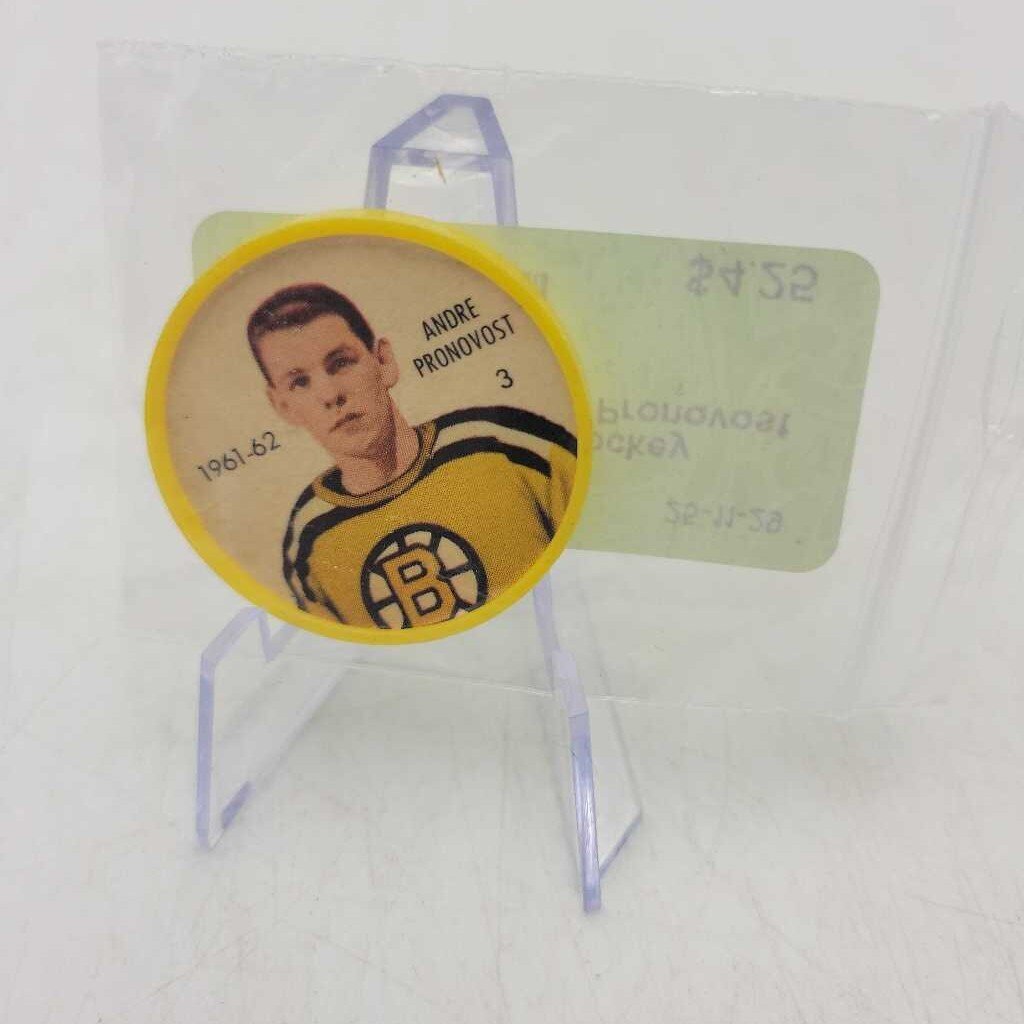 ANDRE
PRONOVOST
3
1961-62
B
$4.25
Pronovost
ockey
25-11-29